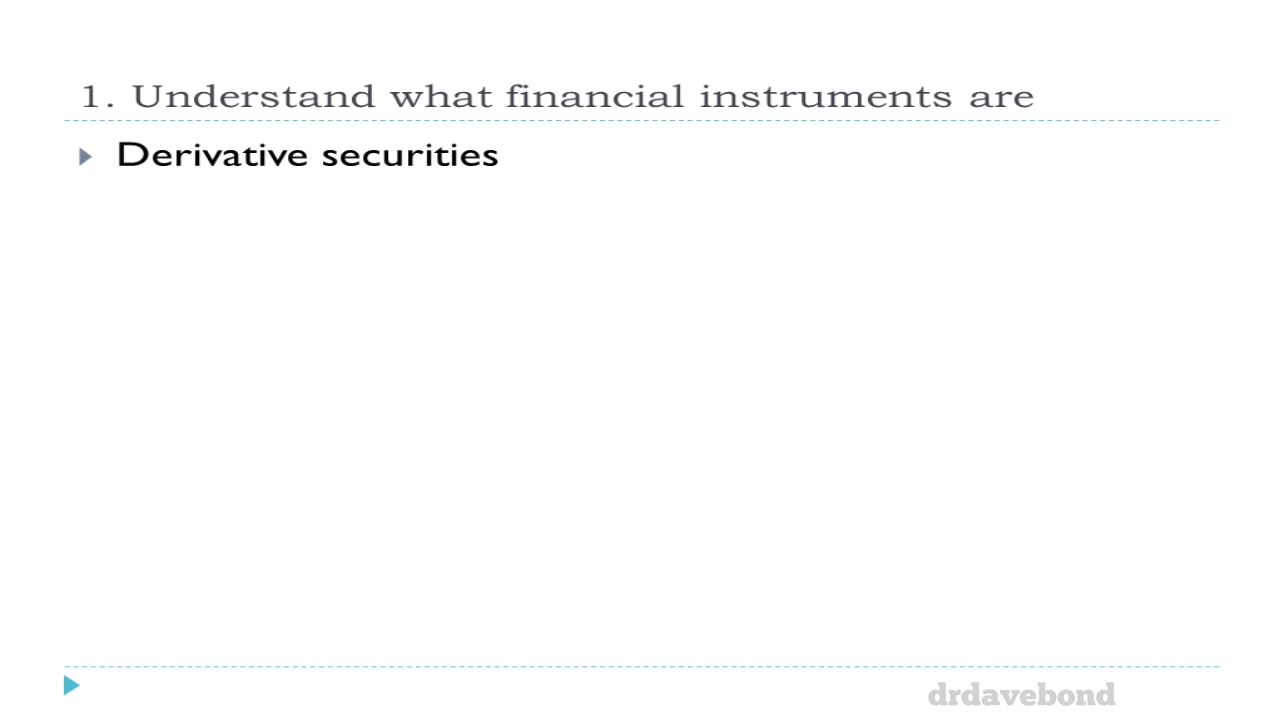 1. Understand what financial instruments are
Derivative securities
drdavebond